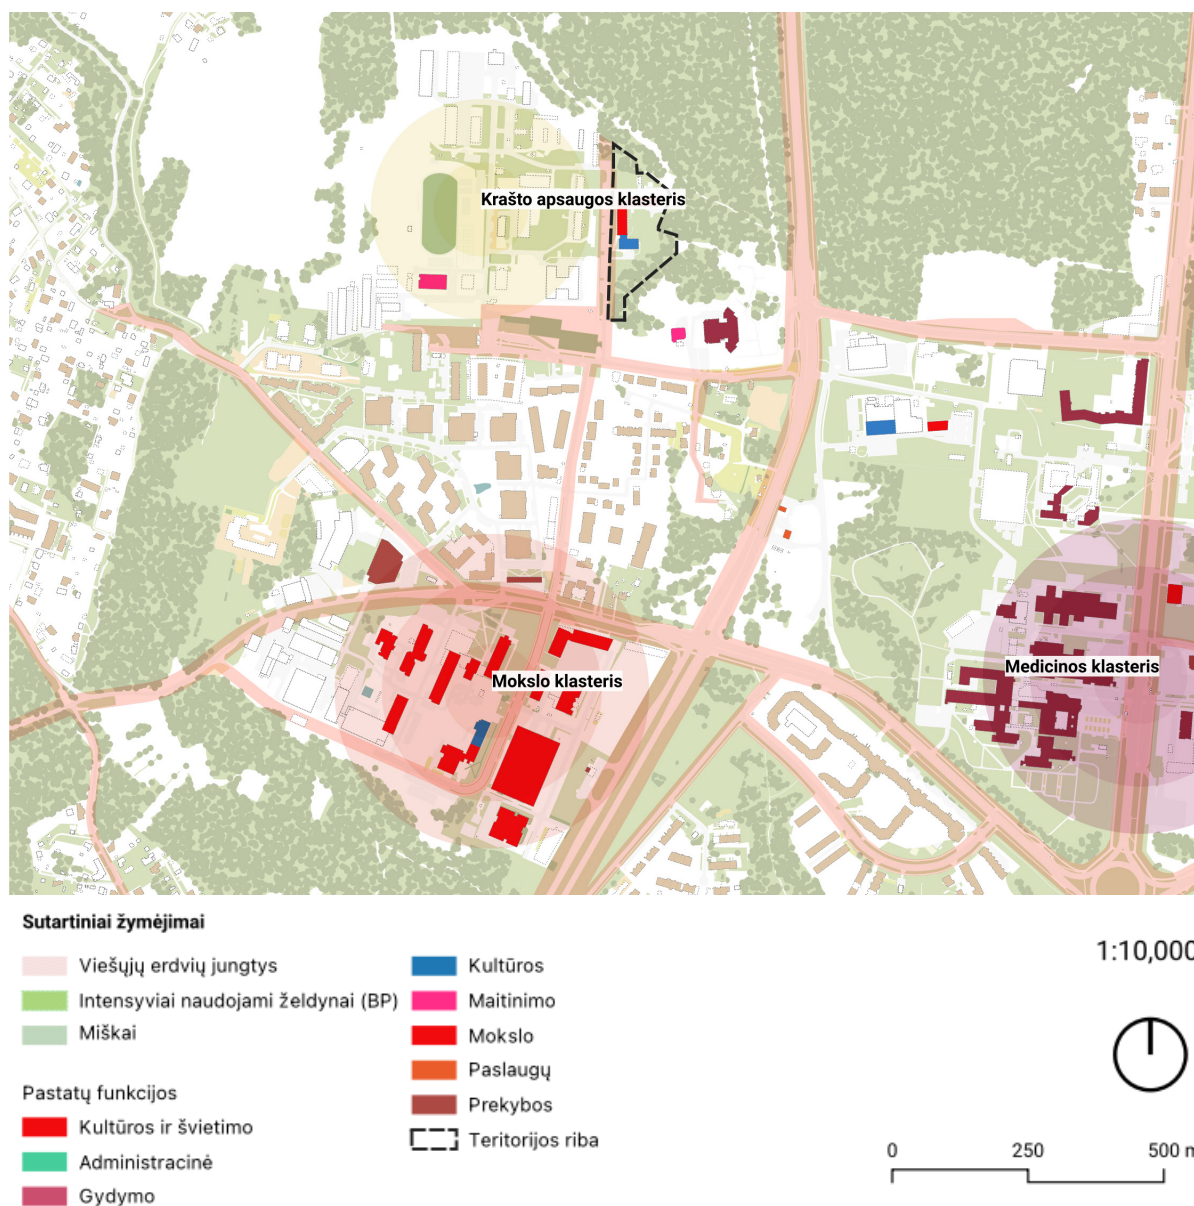 Krašto apsaugos klasteris
Medicinos klasteris
Mokslo klasteris
Sutartiniai žymėjimai
Viešųjų erdvių jungtys
Intensyviai naudojami želdynai (BP)
Miškai
Pastatų funkcijos
Kultūros ir švietimo
Administracinė
Gydymo
Kultūros
Maitinimo
Mokslo
Paslaugų
Prekybos
Teritorijos riba
1:10,000
0 250 500 m